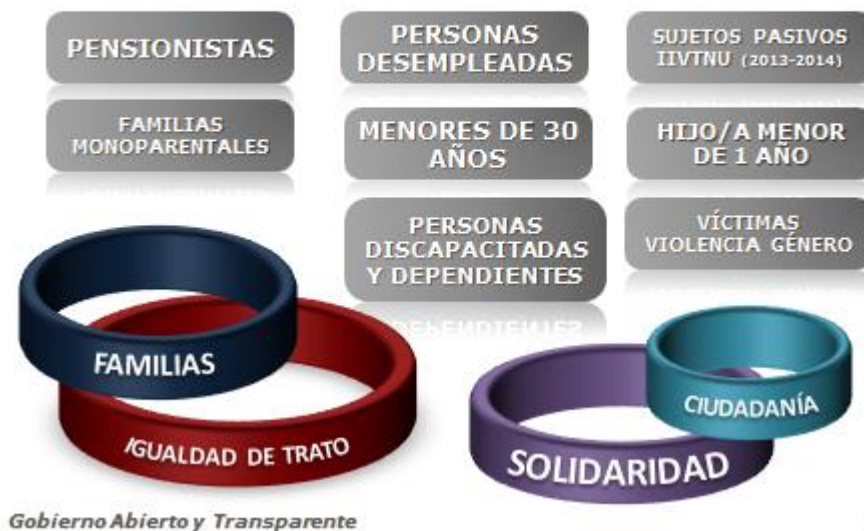 PENSIONISTAS
PERSONAS
DESEMPLEADAS
SUJETOS PASIVOS
IIVTNU (2013-2014)
FAMILIAS
MONOPARENTALES
MENORES DE 30
AÑOS
HIJO/A MENOR
DE 1 AÑO
PERSONAS
DISCAPACITADAS
Y DEPENDIENTES
VÍCTIMAS
VIOLENCIA GÉNERO
FAMILIAS
IGUALDAD DE TRATO
SOLIDARIDAD
CIUDADANÍA
Gobierno Abierto y Transparente